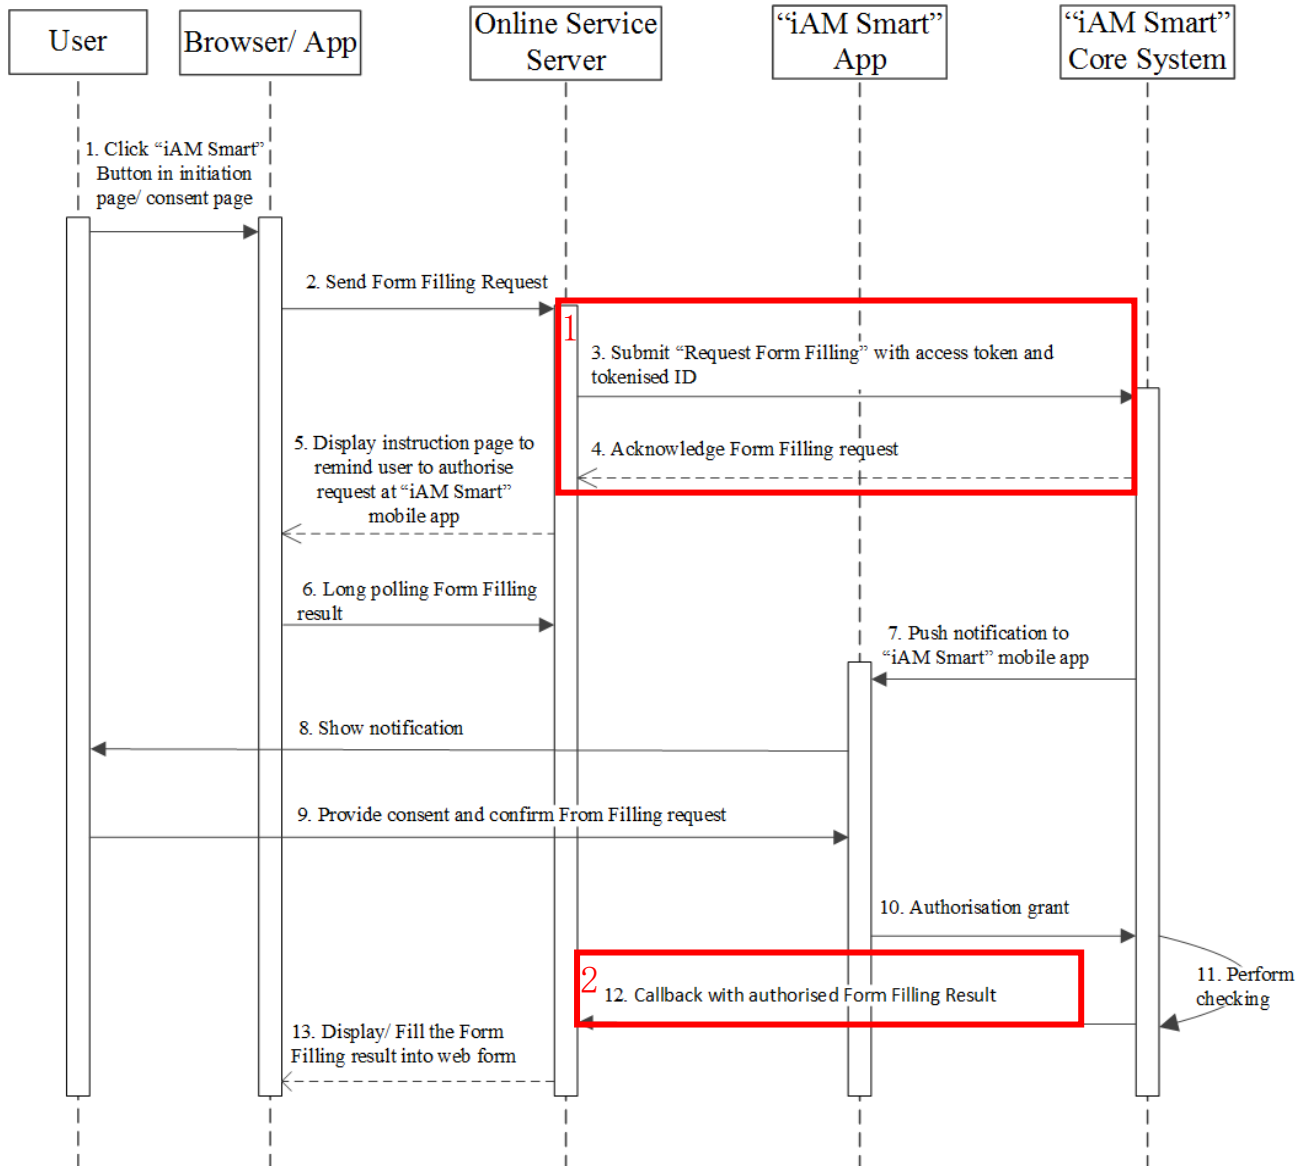 User
Browser/ App
Online Service
Server
“iAM Smart”
App
“iAM Smart”
Core System
1. Click “iAM Smart”
Button in initiation
page/ consent page
2. Send Form Filling Request
1
3. Submit “Request Form Filling” with access token and
tokenised ID
4. Acknowledge Form Filling request
5. Display instruction page to
remind user to authorise
request at “iAM Smart”
mobile app
6. Long polling Form Filling
result
7. Push notification to
“iAM Smart” mobile app
8. Show notification
9. Provide consent and confirm From Filling request
10. Authorisation grant
11. Perform
checking
2
12. Callback with authorised Form Filling Result
13. Display/ Fill the Form
Filling result into web form